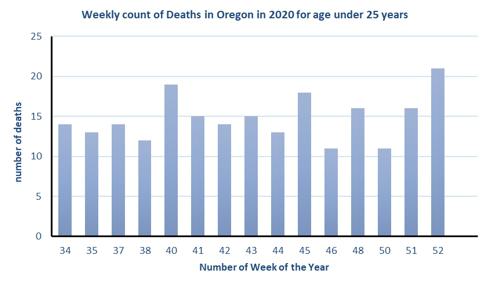 Weekly count of Deaths in Oregon in 2020 for age under 25 years
25
20
15
10
5
0
number of deaths
34 35 37 38 40 41 42 43 44 45 46 48 50 51 52
Number of Week of the Year